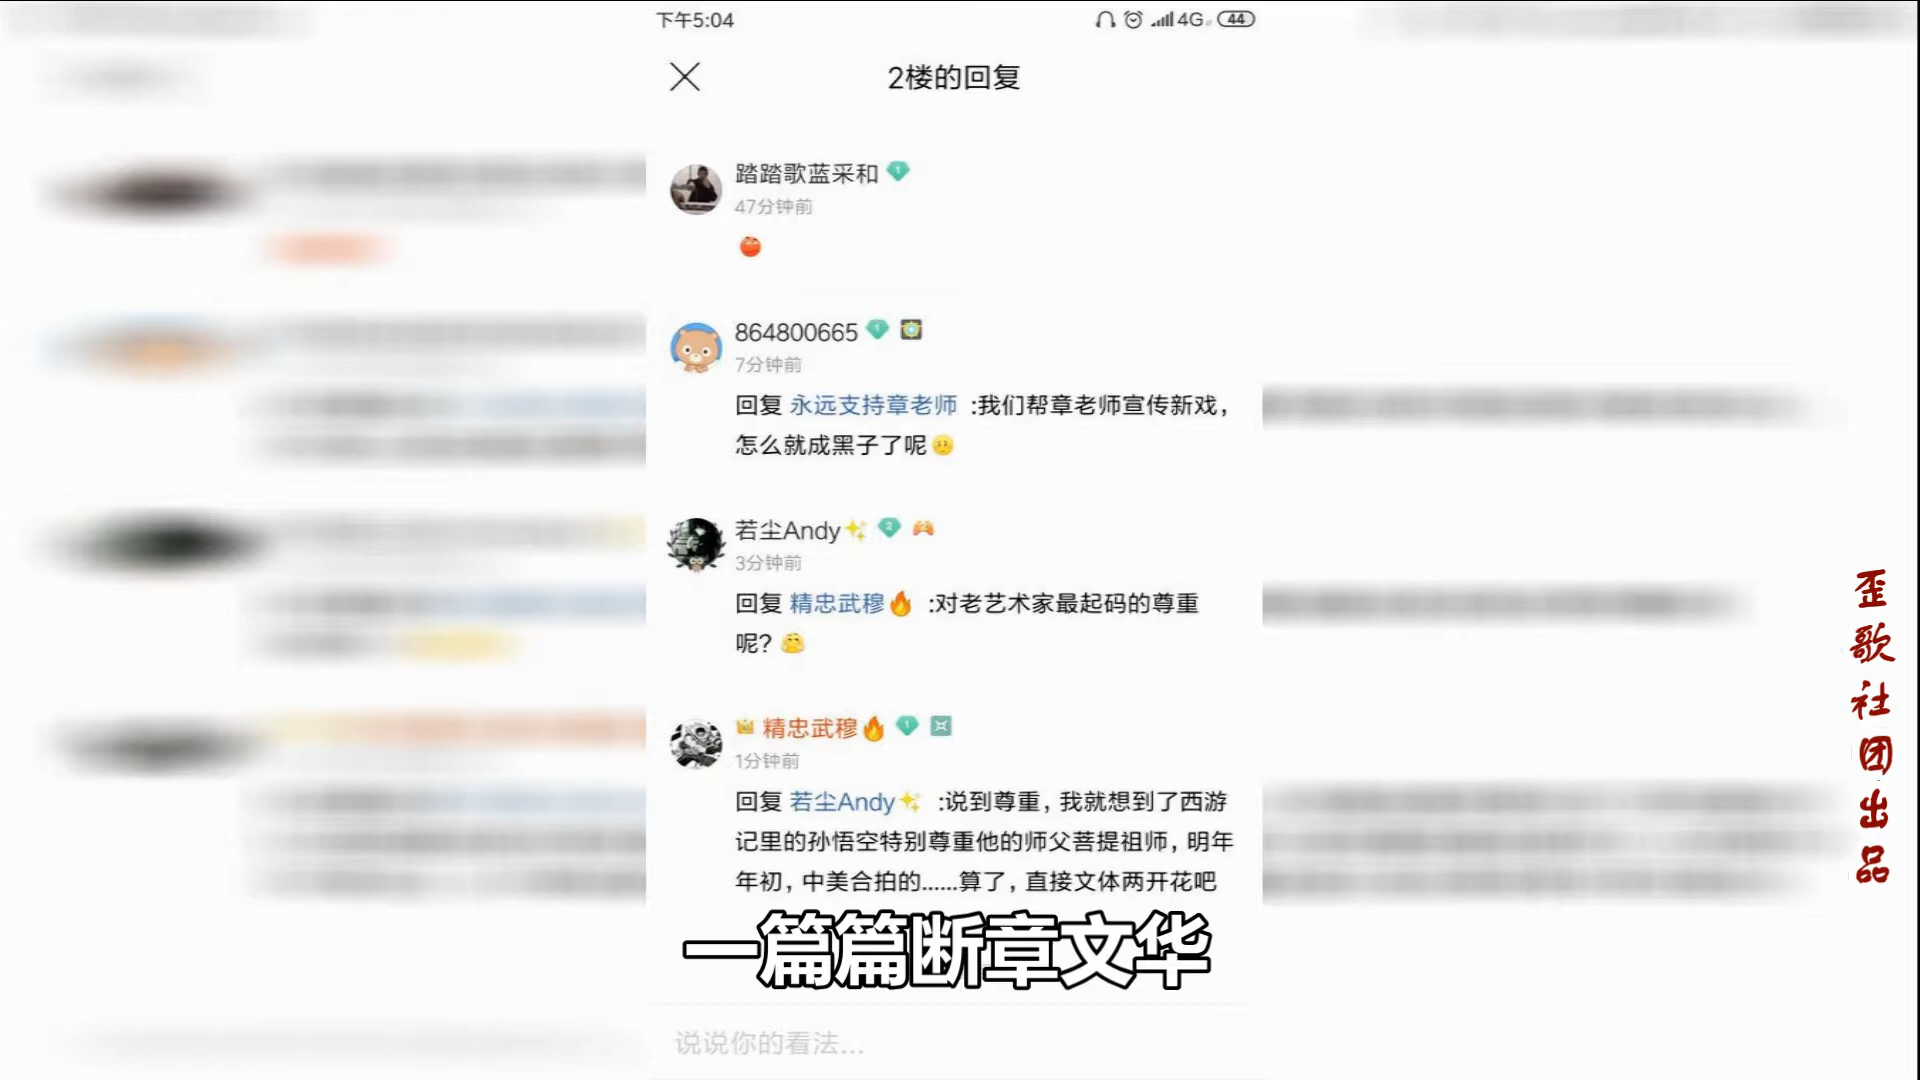 下午5:04
4G
44
2楼的回复
踏踏歌蓝采和 1
47分钟前
864800665 1
7分钟前
回复 永远支持章老师 :我们帮章老师宣传新戏，
怎么就成黑子了呢
若尘Andy✨ 2
3分钟前
回复 精忠武穆🔥 :对老艺术家最起码的尊重
呢？
精忠武穆🔥 1
1分钟前
回复 若尘Andy✨ :说到尊重，我就想到了西游
记里的孙悟空特别尊重他的师父菩提祖师，明年
年初，中美合拍的......算了，直接文体两开花吧
一篇篇断章文华
说说你的看法...
歪歌社团出品